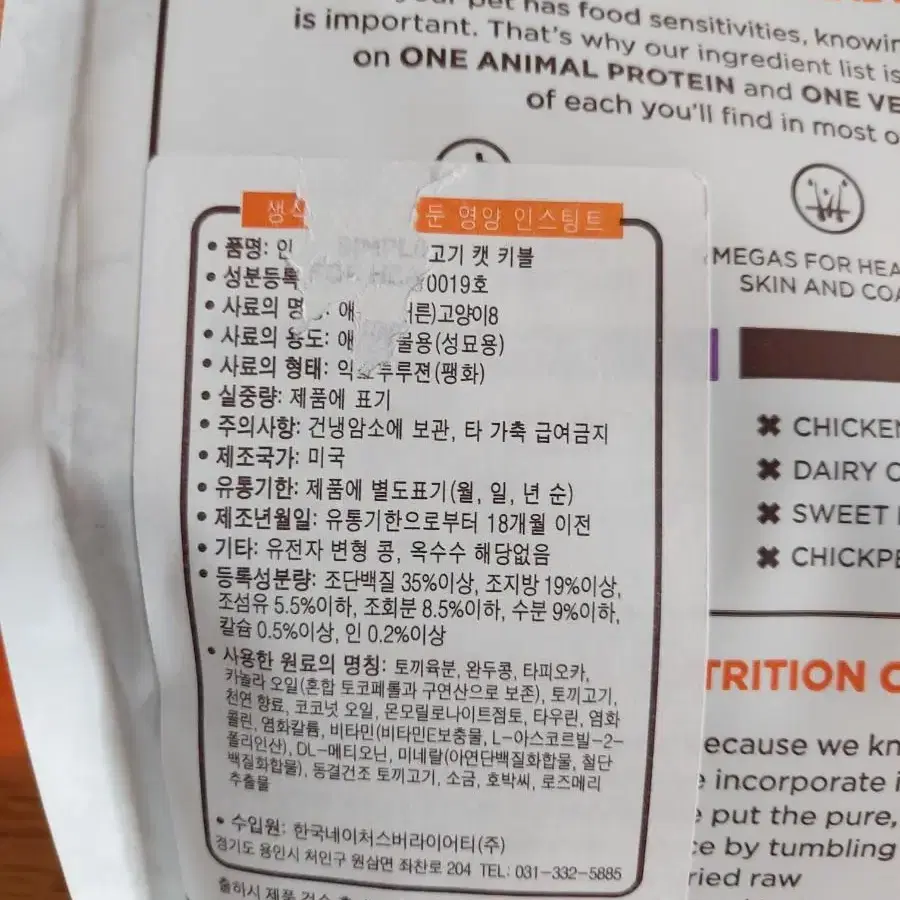 your pet has food sensitivities,
is important. That's why our ingredient list is
on ONE ANIMAL PROTEIN and ONE
of each you'll find in most
SKIN AND
CHICKEN
DAIRY
SWEET
TRITION
put the pure,
ce by tumbling
ried raw
둔 영양 인스팅트
• 품명: 인 고기 캣 키블
• 성분등록 0019호
• 사료의 명 애 른)고양이8
• 사료의 용도: 애 물용(성묘용)
• 사료의 형태: 익 루젼(팽화)
• 실중량: 제품에 표기
• 주의사항: 건냉암소에 보관, 타 가축 급여금지
• 제조국가: 미국
• 유통기한: 제품에 별도표기(월, 일, 년 순)
• 제조년월일: 유통기한으로부터 18개월 이전
• 기타: 유전자 변형 콩, 옥수수 해당없음
• 등록성분량: 조단백질 35%이상, 조지방 19%이상,
조섬유 5.5%이하, 조회분 8.5%이하, 수분 9%이하,
칼슘 0.5%이상, 인 0.2%이상
• 사용한 원료의 명칭: 토끼육분, 완두콩, 타피오카,
카놀라 오일(혼합 토코페롤과 구연산으로 보존), 토끼고기,
천연 향료, 코코넛 오일, 몬모릴로나이트점토, 타우린, 염화
콜린, 염화칼륨, 비타민(비타민E보충물, L-아스코르빌-2-
폴리인산), DL-메티오닌, 미네랄(아연단백질화합물, 철단
백질화합물), 동결건조 토끼고기, 소금, 호박씨, 로즈메리
추출물
• 수입원: 한국네이처스버라이어티(주)
경기도 용인시 처인구 원삼면 좌찬로 204 TEL: 031-332-5885